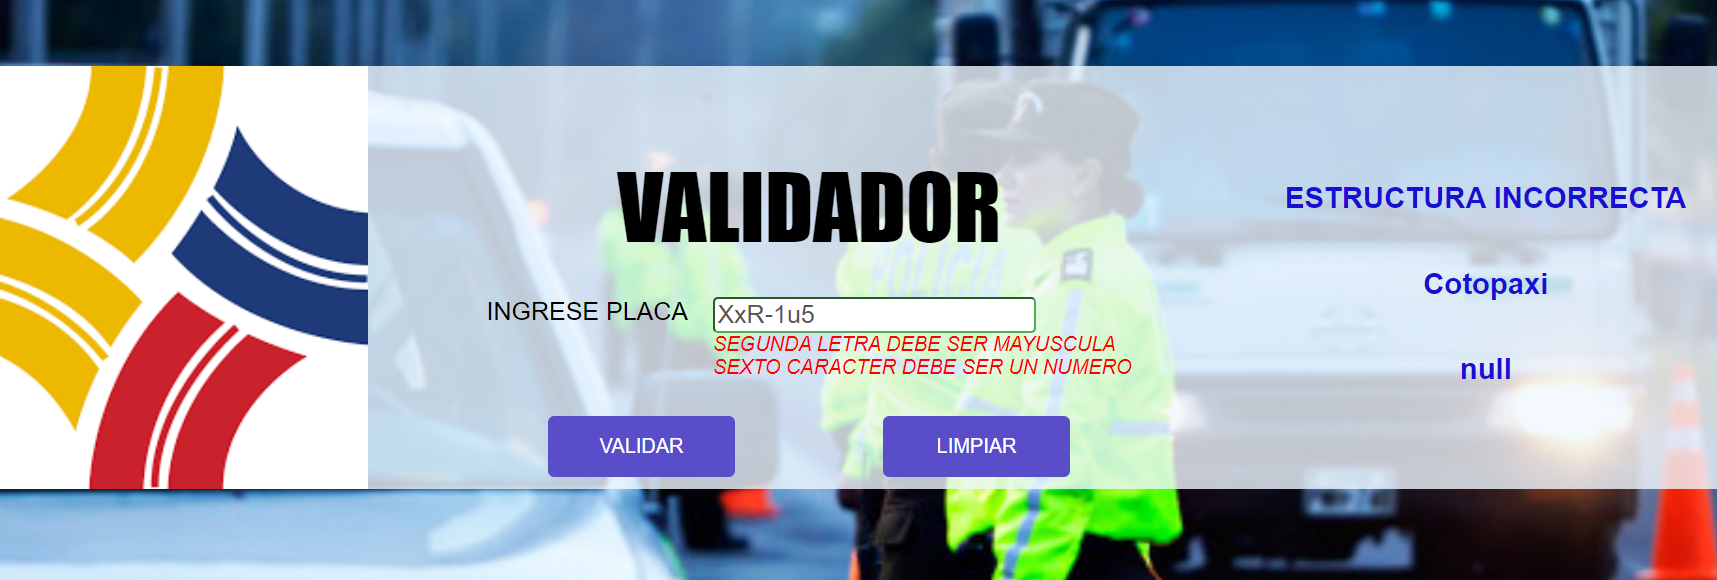 VALIDADOR
INGRESE PLACA XxR-1u5
SEGUNDA LETRA DEBE SER MAYUSCULA
SEXTO CARACTER DEBE SER UN NUMERO
VALIDAR LIMPIAR
ESTRUCTURA INCORRECTA
Cotopaxi
null
POLICIA